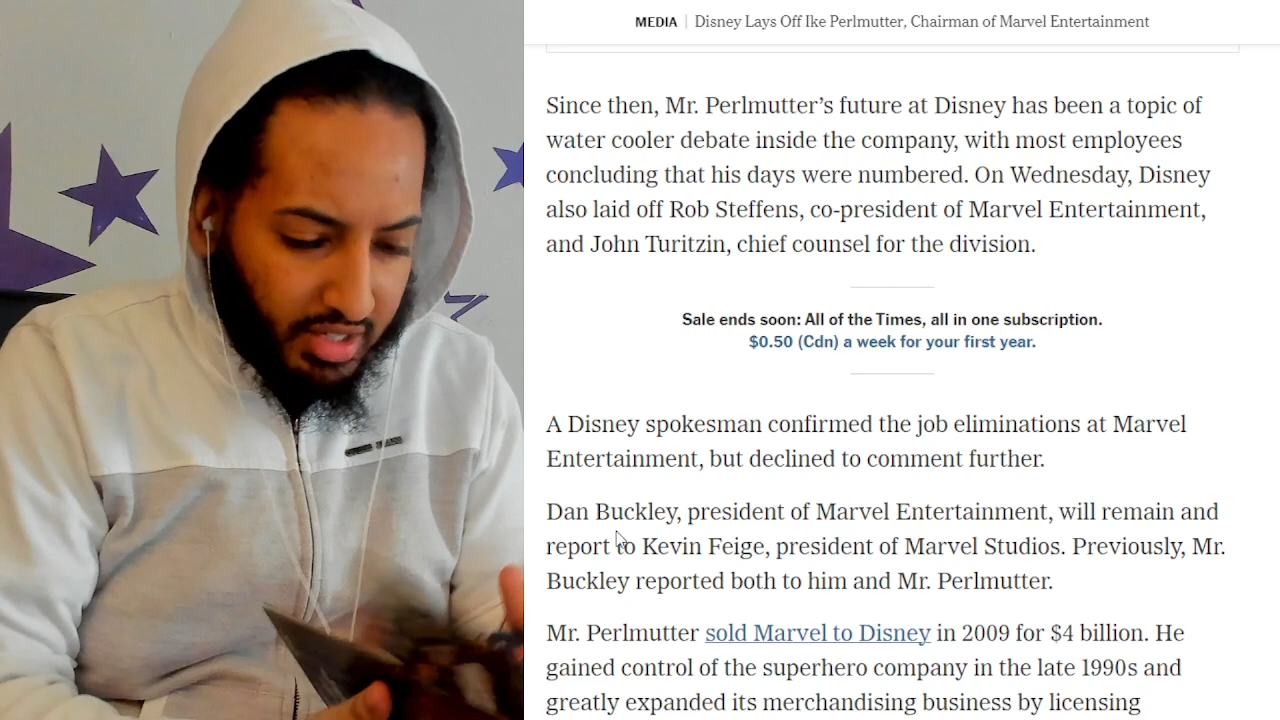 MEDIA | Disney Lays Off Ike Perlmutter, Chairman of Marvel Entertainment
Since then, Mr. Perlmutter’s future at Disney has been a topic of
water cooler debate inside the company, with most employees
concluding that his days were numbered. On Wednesday, Disney
also laid off Rob Steffens, co-president of Marvel Entertainment,
and John Turitzin, chief counsel for the division.
Sale ends soon: All of the Times, all in one subscription.
$0.50 (Cdn) a week for your first year.
A Disney spokesman confirmed the job eliminations at Marvel
Entertainment, but declined to comment further.
Dan Buckley, president of Marvel Entertainment, will remain and
report to Kevin Feige, president of Marvel Studios. Previously, Mr.
Buckley reported both to him and Mr. Perlmutter.
Mr. Perlmutter sold Marvel to Disney in 2009 for $4 billion. He
gained control of the superhero company in the late 1990s and
greatly expanded its merchandising business by licensing